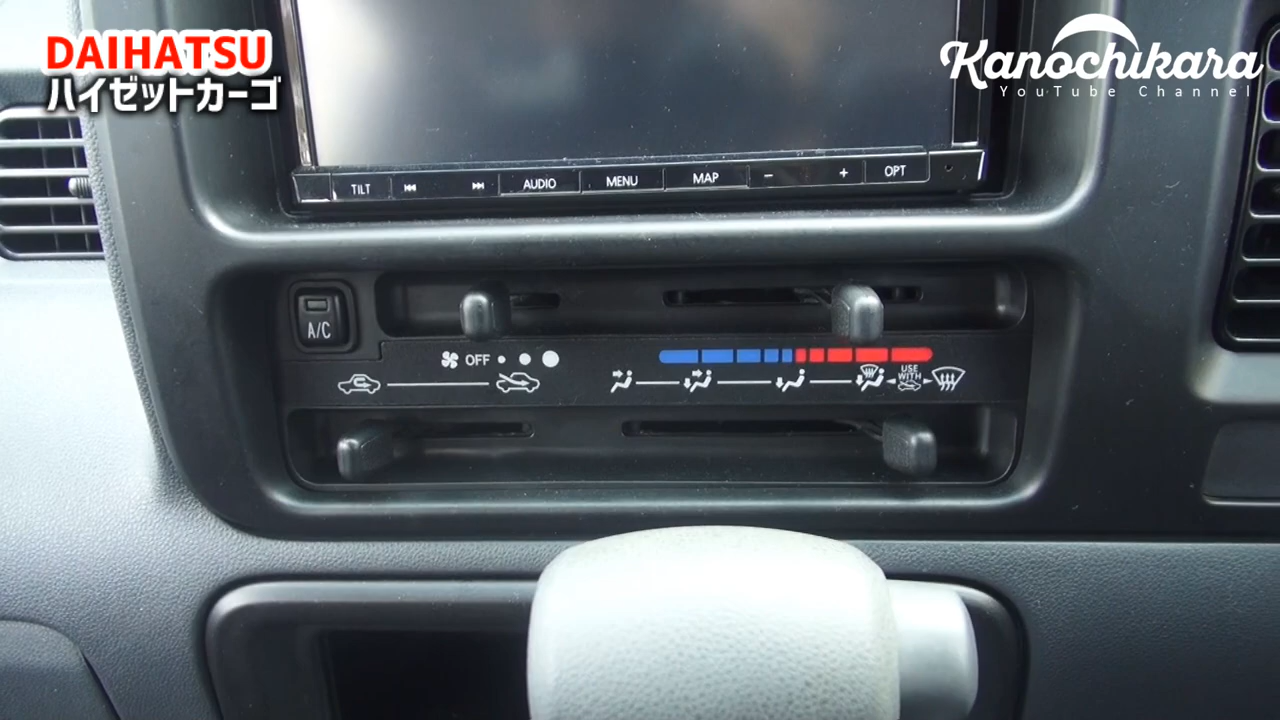 DAIHATSU
ハイゼットカーゴ
Kanochikara
YouTube Channel
TILT AUDIO MENU MAP − + OPT
A/C
OFF
USE
WITH